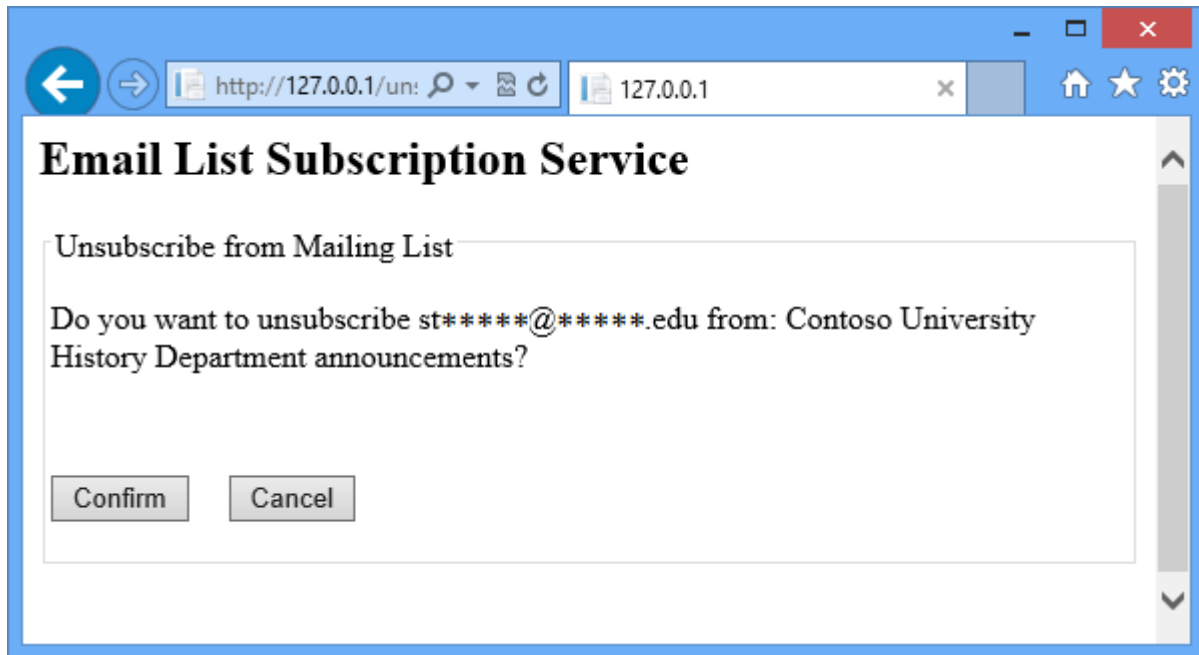 http://127.0.0.1/un:
127.0.0.1
Email List Subscription Service
Unsubscribe from Mailing List
Do you want to unsubscribe st*****@*****.edu from: Contoso University
History Department announcements?
Confirm
Cancel